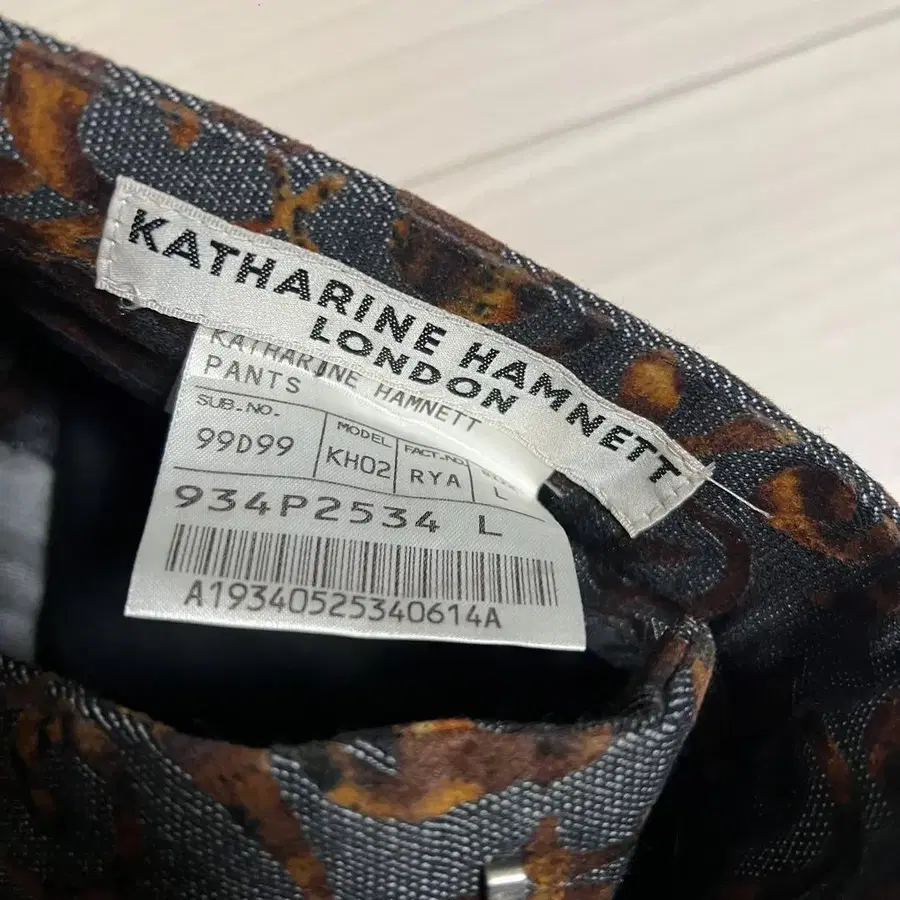 KATHARINE HAMNETT
LONDON
KATHARINE HAMNETT
PANTS
SUB.NO. MODEL FACT.NO.
99D99 KH02 RYA L
934P2534 L
A19340525340614A